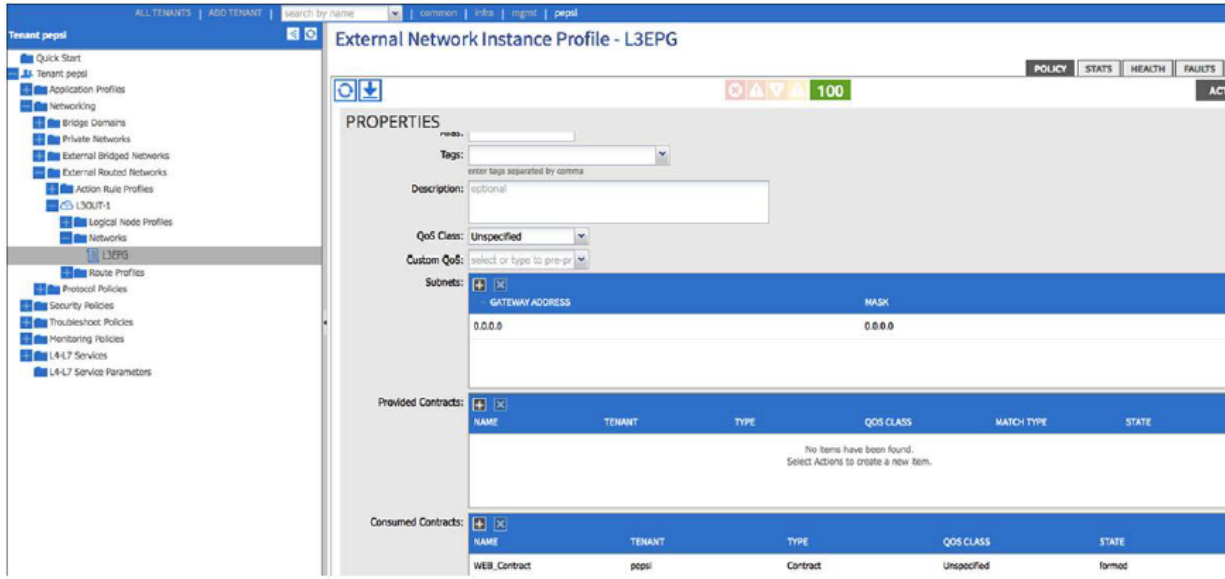 ALL TENANTS | ADD TENANT | search by name | common | infra | mgmt | pepsi
Tenant pepsi
Quick Start
Tenant pepsi
Application Profiles
Networking
Bridge Domains
Private Networks
External Bridged Networks
External Routed Networks
Action Rule Profiles
L3OUT-1
Logical Node Profiles
Networks
L3EPG
Route Profiles
Protocol Policies
Security Policies
Troubleshoot Policies
Monitoring Policies
L4-L7 Services
L4-L7 Service Parameters
External Network Instance Profile - L3EPG
POLICY STATS HEALTH FAULTS
100
ACT
PROPERTIES
Alias:
Tags:
enter tags separated by comma
Description: optional
QoS Class: Unspecified
Custom QoS: select or type to pre-pr
Subnets:
GATEWAY ADDRESS MASK
0.0.0.0 0.0.0.0
Provided Contracts:
NAME TENANT TYPE QOS CLASS MATCH TYPE STATE
No items have been found.
Select Actions to create a new item.
Consumed Contracts:
NAME TENANT TYPE QOS CLASS STATE
WEB_Contract pepsi Contract Unspecified formed